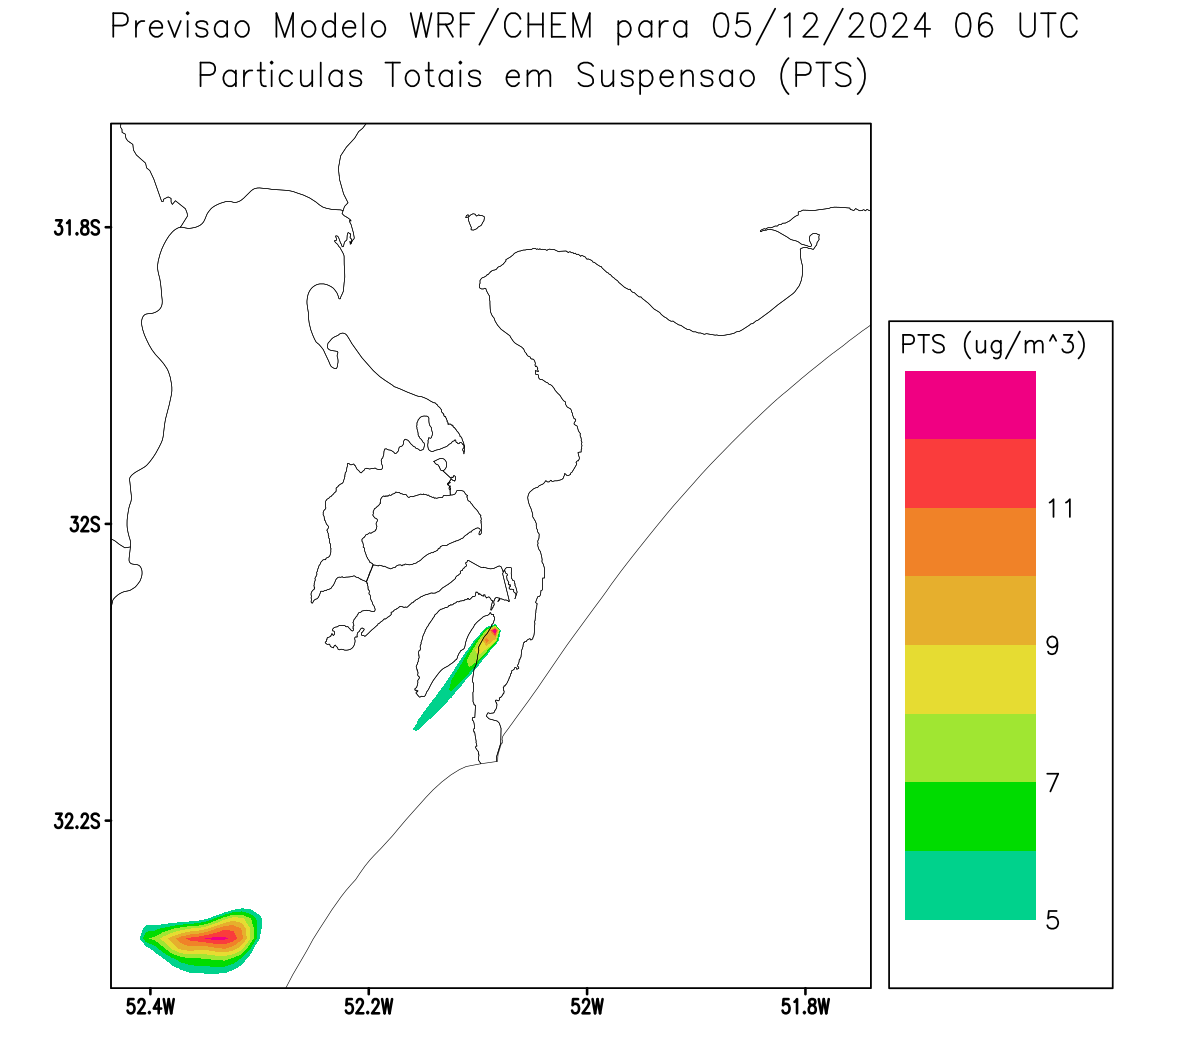 Previsao Modelo WRF/CHEM para 05/12/2024 06 UTC
Particulas Totais em Suspensao (PTS)
31.8S
32S
32.2S
52.4W
52.2W
52W
51.8W
PTS (ug/m^3)
11
9
7
5